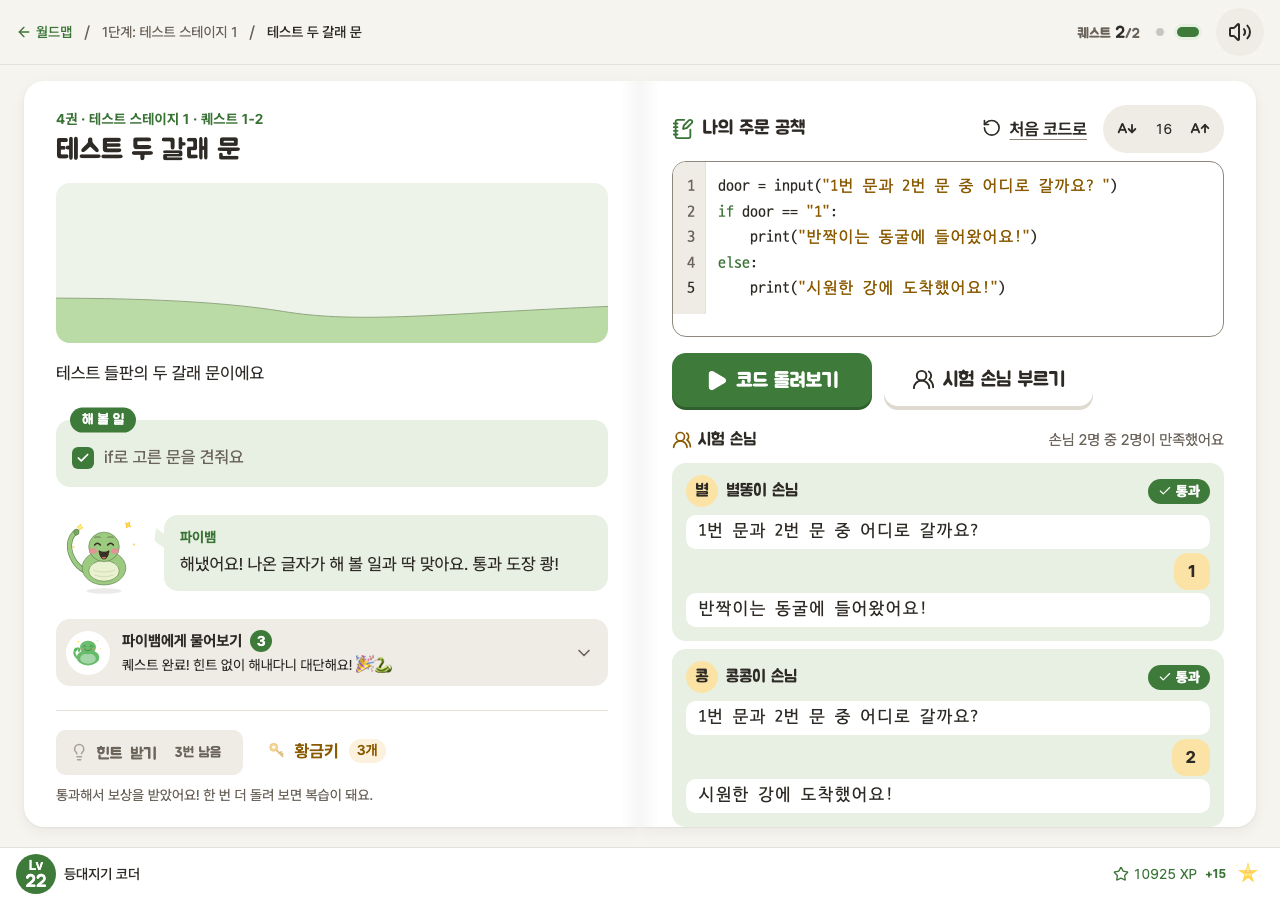 월드맵 / 1단계: 테스트 스테이지 1 / 테스트 두 갈래 문
퀘스트 2/2
4권 · 테스트 스테이지 1 · 퀘스트 1-2
테스트 두 갈래 문
테스트 들판의 두 갈래 문이에요
해 볼 일
if로 고른 문을 견줘요
파이뱀
해냈어요! 나온 글자가 해 볼 일과 딱 맞아요. 통과 도장 쾅!
파이뱀에게 물어보기 3
퀘스트 완료! 힌트 없이 해내다니 대단해요! 🎉🐍
힌트 받기 3번 남음
황금키 3개
통과해서 보상을 받았어요! 한 번 더 돌려 보면 복습이 돼요.
나의 주문 공책
처음 코드로
A↓ 16 A↑
1 door = input("1번 문과 2번 문 중 어디로 갈까요? ")
2 if door == "1":
3     print("반짝이는 동굴에 들어왔어요!")
4 else:
5     print("시원한 강에 도착했어요!")
코드 돌려보기
시험 손님 부르기
시험 손님
손님 2명 중 2명이 만족했어요
별 별똥이 손님
통과
1번 문과 2번 문 중 어디로 갈까요?
1
반짝이는 동굴에 들어왔어요!
콩 콩콩이 손님
통과
1번 문과 2번 문 중 어디로 갈까요?
2
시원한 강에 도착했어요!
Lv
22
등대지기 코더
10925 XP +15